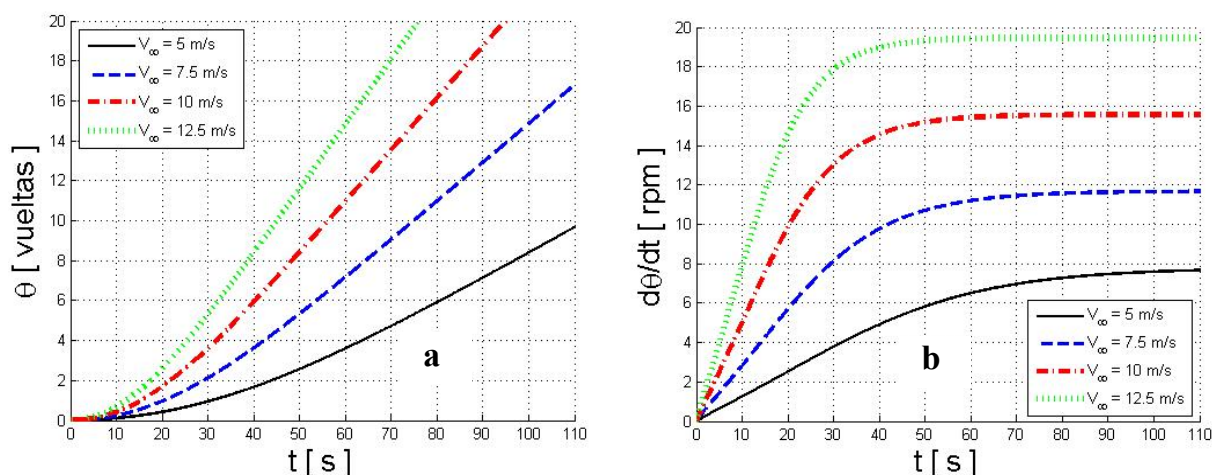 20
18
16
14
12
10
8
6
4
2
0
θ [ vueltas ]
V∞ = 5 m/s
V∞ = 7.5 m/s
V∞ = 10 m/s
V∞ = 12.5 m/s
a
0 10 20 30 40 50 60 70 80 90 100 110
t [ s ]
20
18
16
14
12
10
8
6
4
2
0
dθ/dt [ rpm ]
b
V∞ = 5 m/s
V∞ = 7.5 m/s
V∞ = 10 m/s
V∞ = 12.5 m/s
0 10 20 30 40 50 60 70 80 90 100 110
t [ s ]